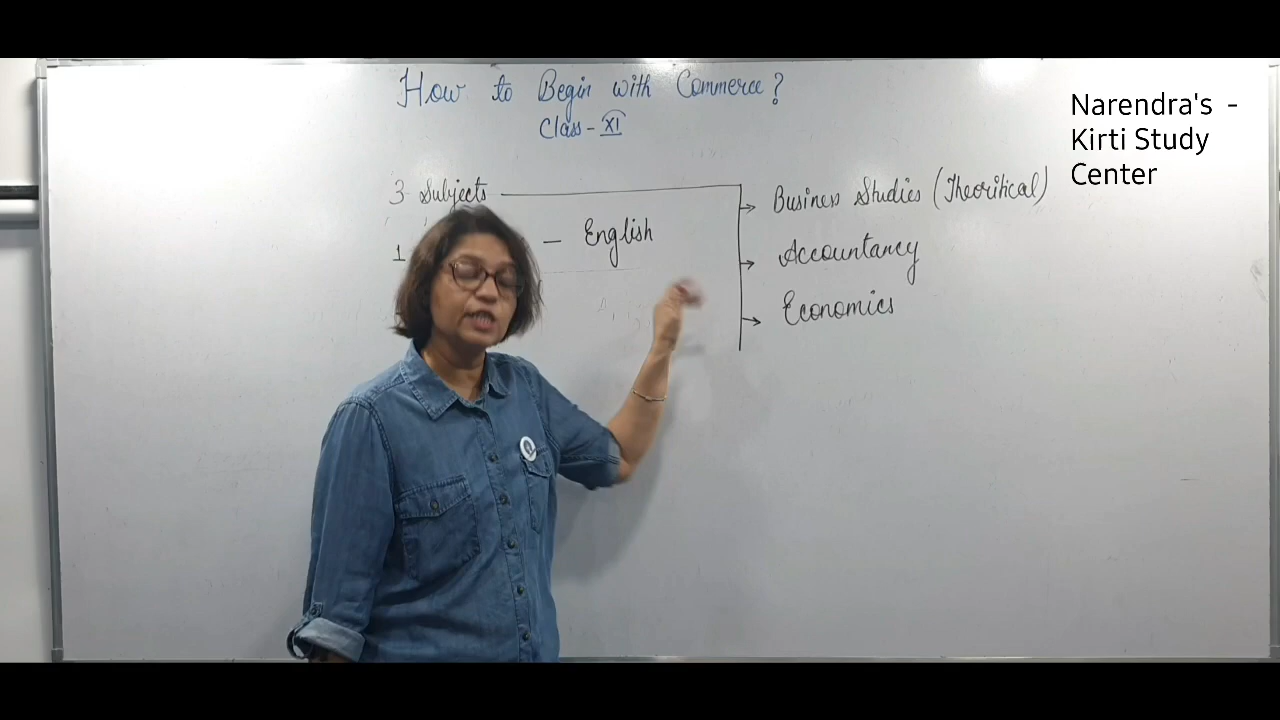 How to Begin with Commerce?
Class - XI
Narendra's -
Kirti Study
Center
3 Subjects
Business Studies (Theoritical)
1 - English
Accountancy
Economics